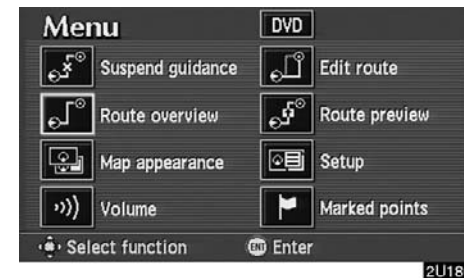 Menu DVD
Suspend guidance Edit route
Route overview Route preview
Map appearance Setup
Volume Marked points
Select function ENT Enter
2U18